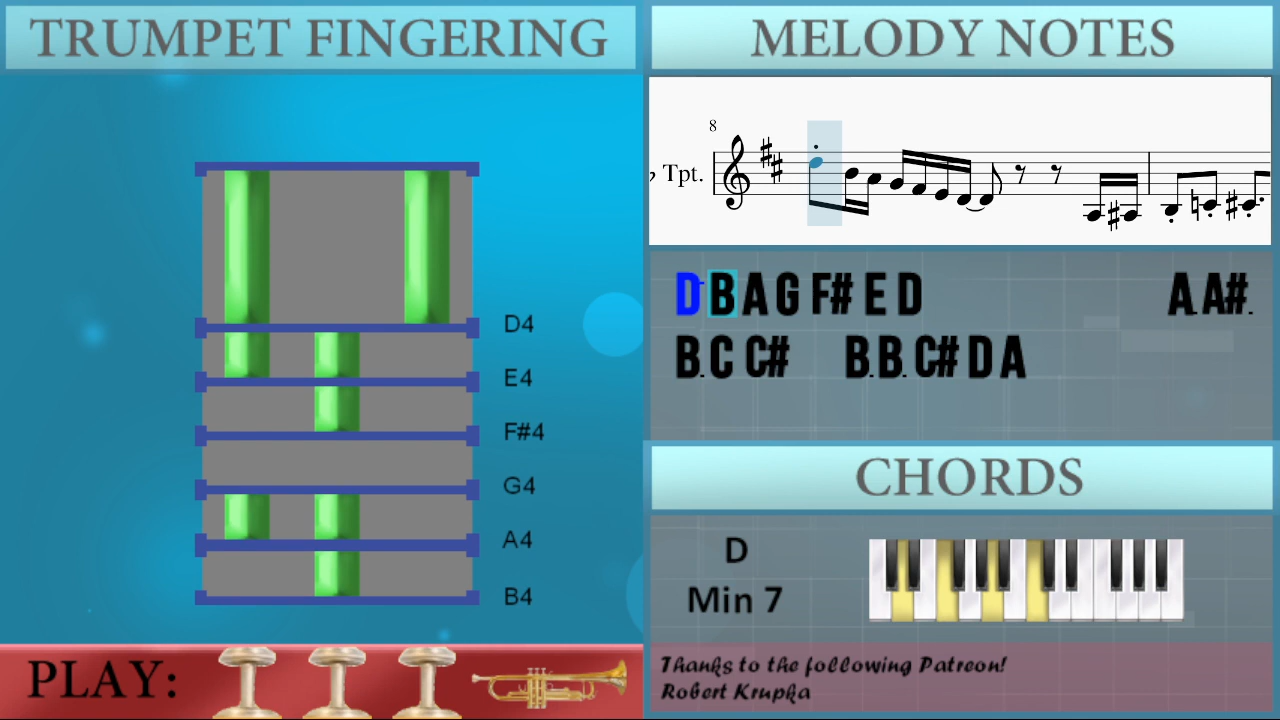 TRUMPET FINGERING
D4
E4
F#4
G4
A4
B4
PLAY:
MELODY NOTES
8
Tpt.
D B A G F# E D A. A#.
B. C C# B. B. C# D A
CHORDS
D
Min 7
Thanks to the following Patreon!
Robert Krupka